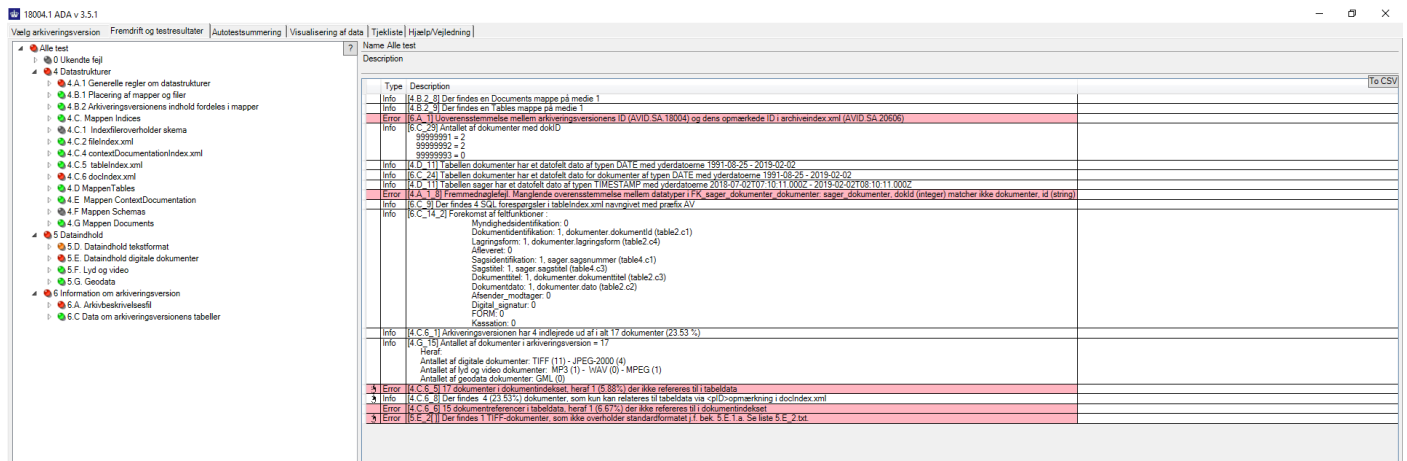 18004.1 ADA v 3.5.1
Vælg arkiveringsversion Fremdrift og testresultater Autotestsummering Visualisering af data Tjekliste Hjælp/Vejledning
Alle test
?
0 Ukendte fejl
4 Datastrukturer
4.A.1 Generelle regler om datastrukturer
4.B.1 Placering af mapper og filer
4.B.2 Arkiveringsversionens indhold fordeles i mapper
4.C. Mappen Indices
4.C.1 Indexfileroverholder skema
4.C.2 fileIndex.xml
4.C.4 contextDocumentationIndex.xml
4.C.5 tableIndex.xml
4.C.6 docIndex.xml
4.D MappenTables
4.E Mappen ContextDocumentation
4.F Mappen Schemas
4.G Mappen Documents
5 Dataindhold
5.D. Dataindhold tekstformat
5.E. Dataindhold digitale dokumenter
5.F. Lyd og video
5.G. Geodata
6 Information om arkiveringsversion
6.A. Arkivbeskrivelsesfil
6.C Data om arkiveringsversionens tabeller
Name Alle test
Description
To CSV
Type Description
Info [4.B.2_8] Der findes en Documents mappe på medie 1
Info [4.B.2_9] Der findes en Tables mappe på medie 1
Error [6.A_1] Uoverensstemmelse mellem arkiveringsversionens ID (AVID.SA.18004) og dens opmærkede ID i archiveindex.xml (AVID.SA.20606)
Info [6.C_29] Antallet af dokumenter med dokID
99999991 = 2
99999992 = 2
99999993 = 0
Info [4.D_11] Tabellen dokumenter har et datofelt dato af typen DATE med yderdatoerne 1991-08-25 - 2019-02-02
Info [6.C_24] Tabellen dokumenter har et datofelt dato for dokumenter af typen DATE med yderdatoerne 1991-08-25 - 2019-02-02
Info [4.D_11] Tabellen sager har et datofelt dato af typen TIMESTAMP med yderdatoerne 2018-07-02T07:10:11.000Z - 2019-02-02T08:10:11.000Z
Error [4.A_1_8] Fremmednøglefejl. Manglende overensstemmelse mellem datatyper i FK_sager_dokumenter_dokumenter: sager_dokumenter, dokId (integer) matcher ikke dokumenter, id (string)
Info [6.C_9] Der findes 4 SQL forespørgsler i tableIndex.xml navngivet med præfix AV
Info [6.C_14_2] Forekomst af feltfunktioner :
Myndighedsidentifikation: 0
Dokumentidentifikation: 1, dokumenter.dokumentId (table2.c1)
Lagringsform: 1, dokumenter.lagringsform (table2.c4)
Afleveret: 0
Sagsidentifikation: 1, sager.sagsnummer (table4.c1)
Sagstitel: 1, sager.sagstitel (table4.c3)
Dokumenttitel: 1, dokumenter.dokumenttitel (table2.c3)
Dokumentdato: 1, dokumenter.dato (table2.c2)
Afsender_modtager: 0
Digital_signatur: 0
FORM: 0
Kassation: 0
Info [4.C.6_1] Arkiveringsversionen har 4 indlejrede ud af i alt 17 dokumenter (23.53 %)
Info [4.G_15] Antallet af dokumenter i arkiveringsversion = 17
Heraf:
Antallet af digitale dokumenter: TIFF (11) - JPEG-2000 (4)
Antallet af lyd og video dokumenter: MP3 (1) - WAV (0) - MPEG (1)
Antallet af geodata dokumenter: GML (0)
Error [4.C.6_5] 17 dokumenter i dokumentindekset, heraf 1 (5.88%) der ikke refereres til i tabeldata
Info [4.C.6_8] Der findes 4 (23.53%) dokumenter, som kun kan relateres til tabeldata via <pID>opmærkning i docIndex.xml
Error [4.C.6_6] 15 dokumentreferencer i tabeldata, heraf 1 (6.67%) der ikke refereres til i dokumentindekset
Error [5.E_2[ ]] Der findes 1 TIFF-dokumenter, som ikke overholder standardformatet j.f. bek. 5.E.1.a. Se liste 5.E_2.txt.